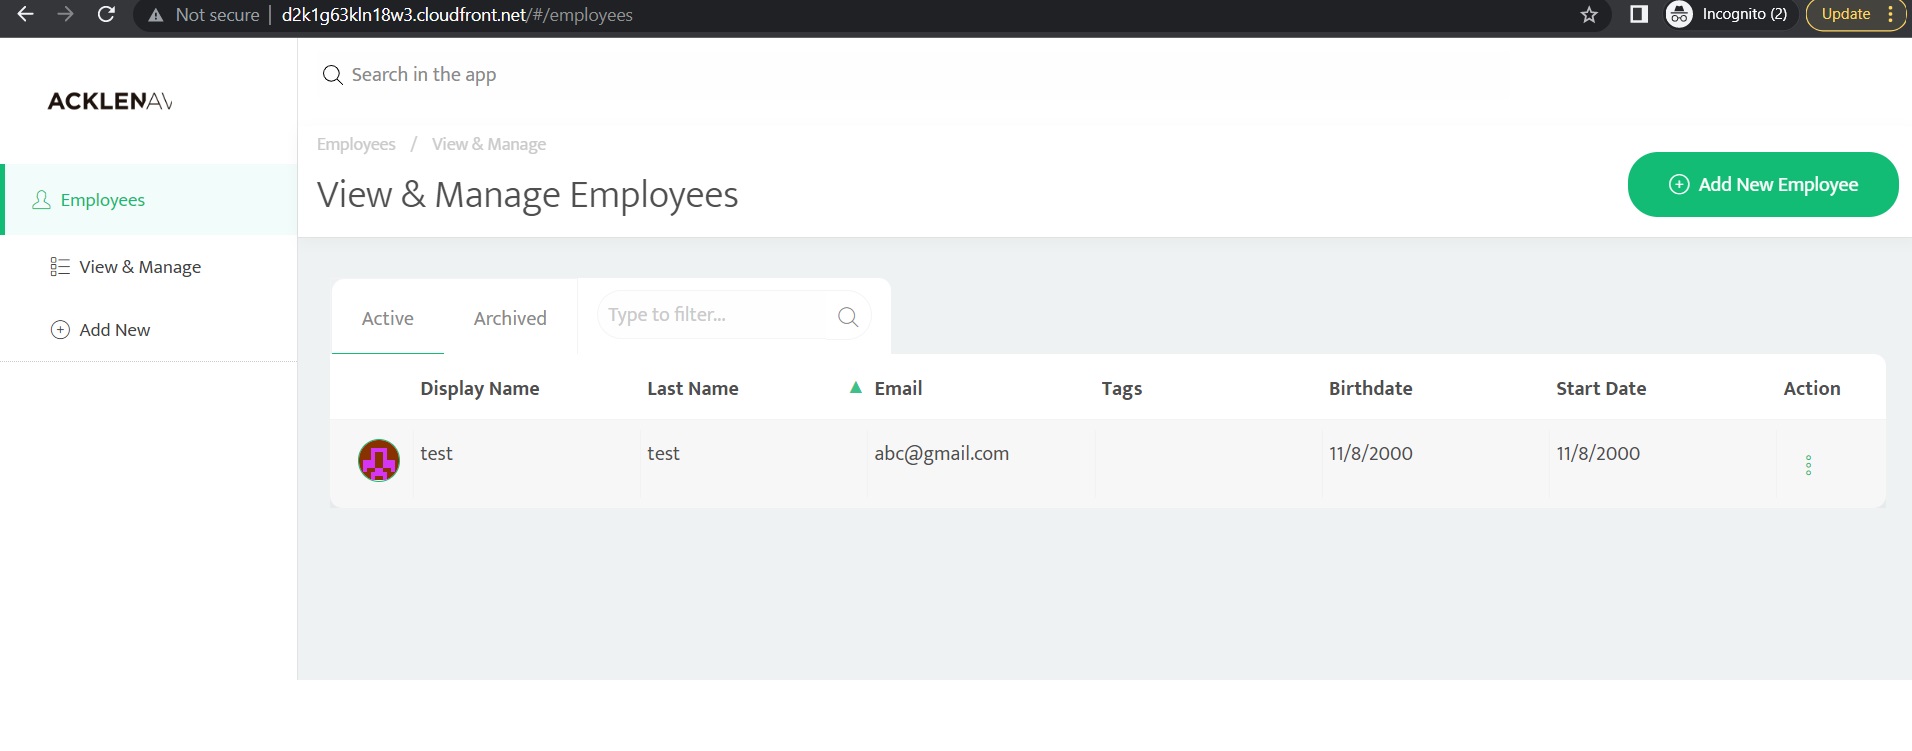 Not secure | d2k1g63kln18w3.cloudfront.net/#/employees Incognito (2) Update
ACKLENAV
Search in the app
Employees / View & Manage
View & Manage Employees
Add New Employee
Employees
View & Manage
Add New
Active Archived Type to filter...
Display Name Last Name ▲ Email Tags Birthdate Start Date Action
test test abc@gmail.com 11/8/2000 11/8/2000